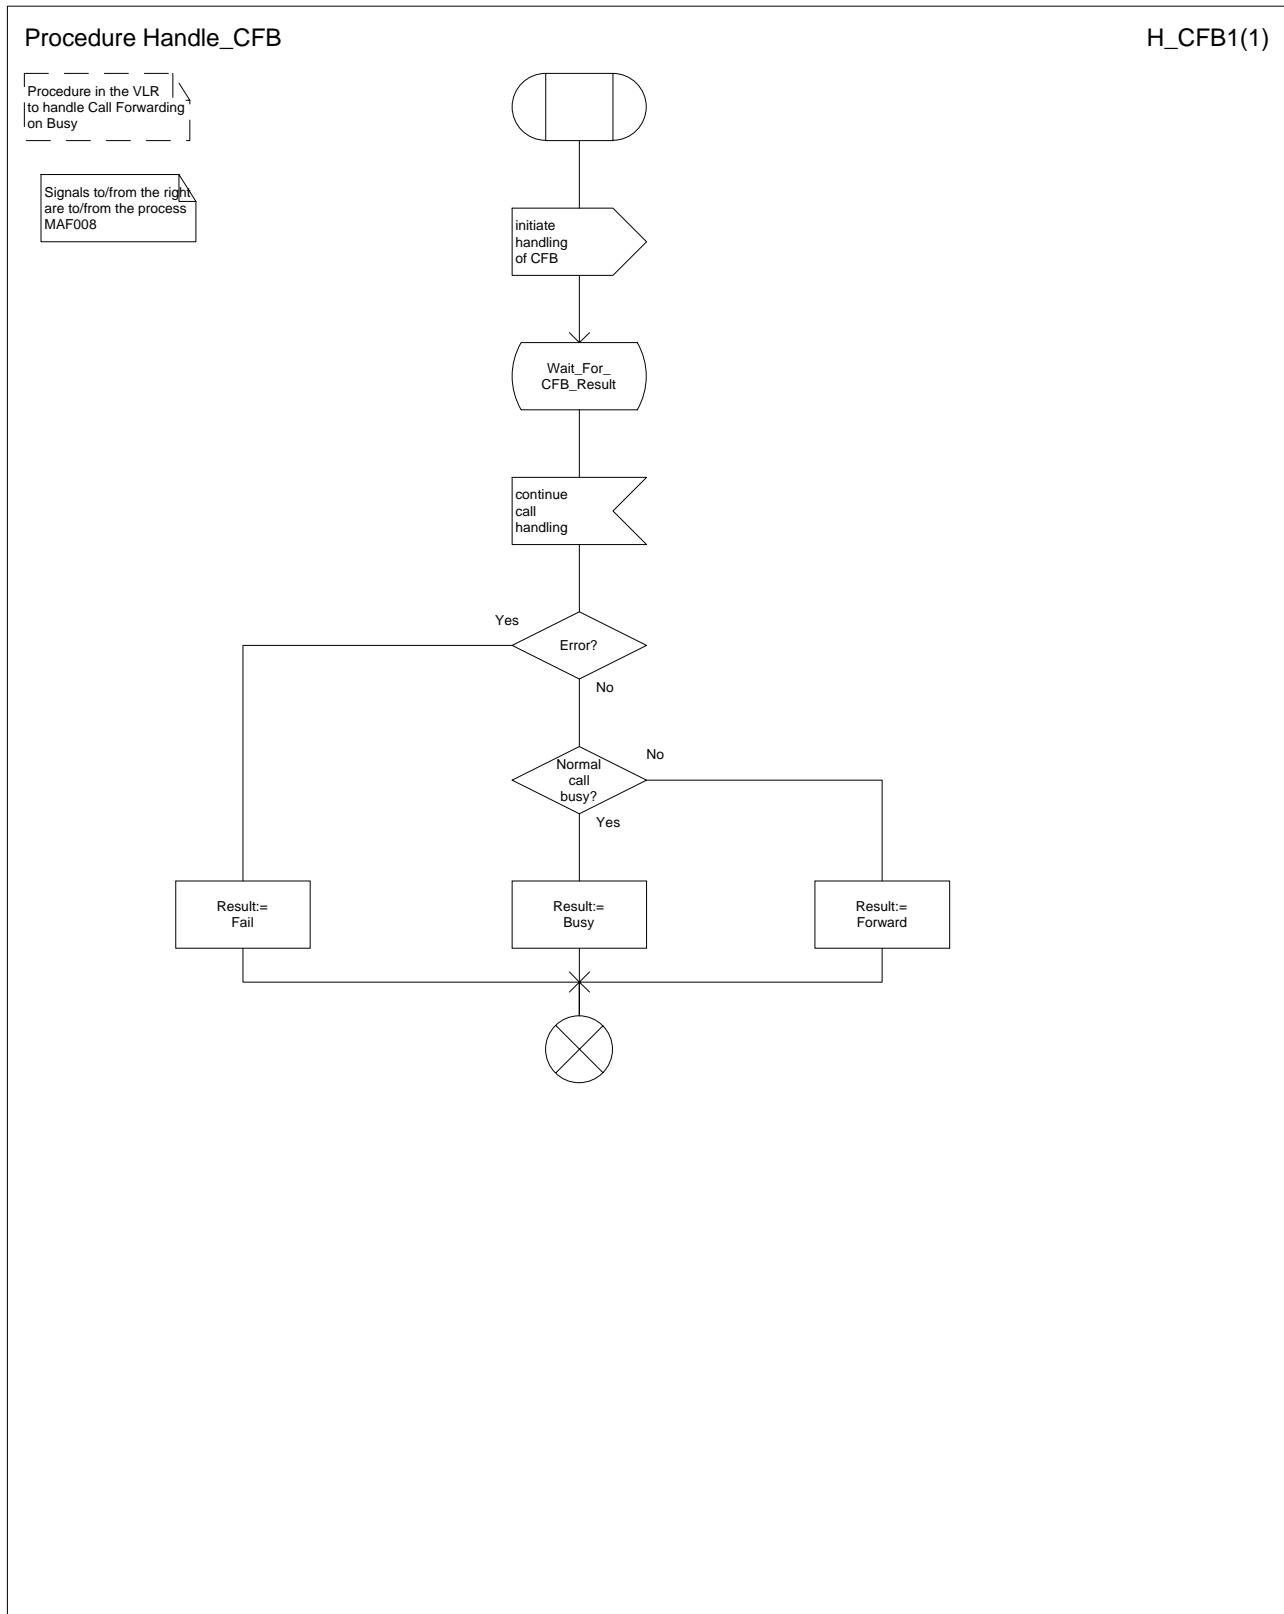 Procedure Handle_CFB
H_CFB1(1)
Procedure in the VLR
to handle Call Forwarding
on Busy
Signals to/from the right
are to/from the process
MAF008
initiate
handling
of CFB
Wait_For_
CFB_Result
continue
call
handling
Yes
Error?
No
Normal
call
busy?
No
Yes
Result:=
Fail
Result:=
Busy
Result:=
Forward